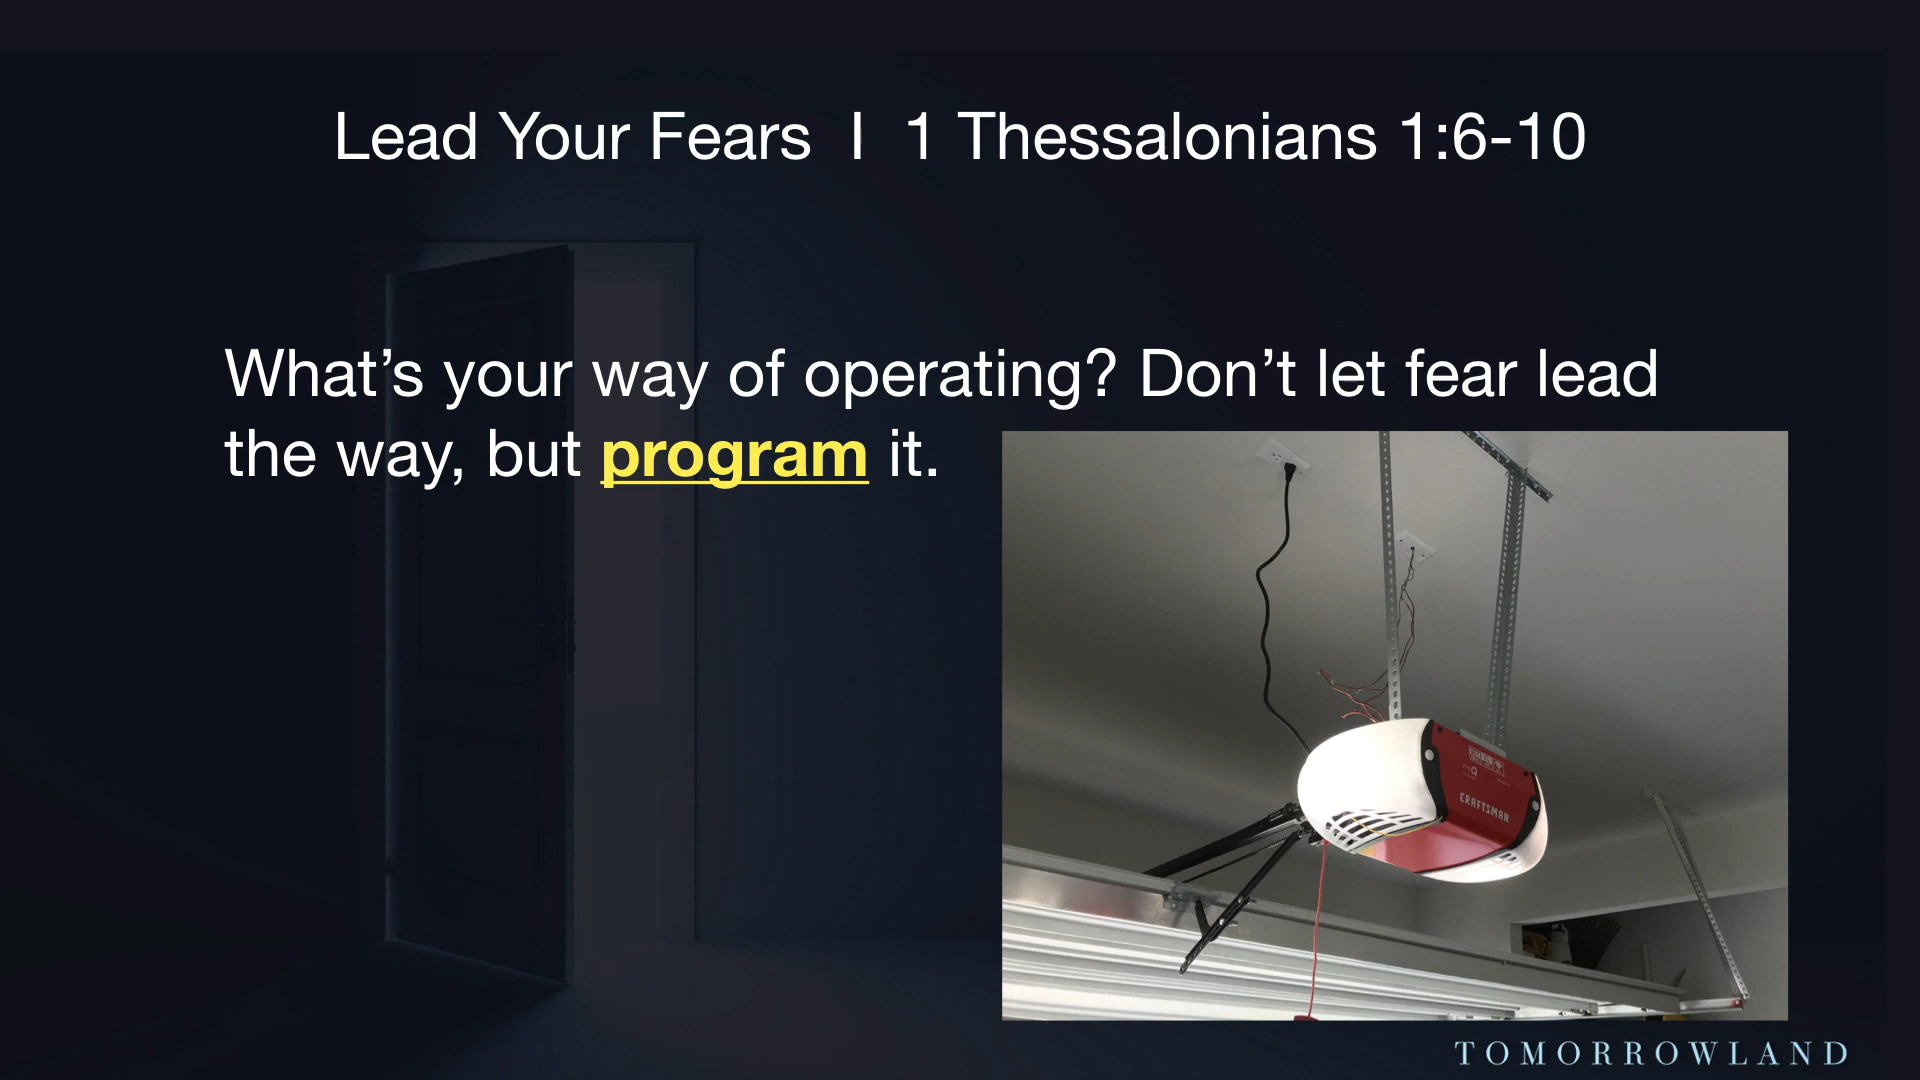 Lead Your Fears | 1 Thessalonians 1:6-10
What’s your way of operating? Don’t let fear lead
the way, but program it.
myQ
CRAFTSMAN
TOMORROWLAND